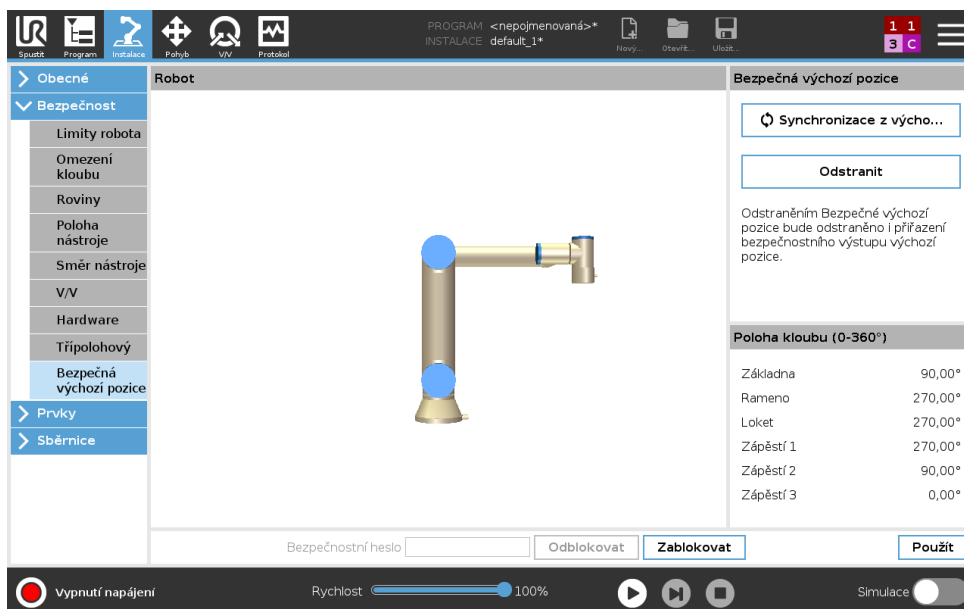 PROGRAM <nepojmenovaná>*
INSTALACE default_1*
Spustit Program Instalace Pohyb V/V Protokol Nový... Otevřít... Uložit...
1 1
3 C
Obecné
Bezpečnost
Limity robota
Omezení
kloubu
Roviny
Poloha
nástroje
Směr nástroje
V/V
Hardware
Třípolohový
Bezpečná
výchozí pozice
Prvky
Sběrnice
Robot
Bezpečná výchozí pozice
Synchronizace z výcho...
Odstranit
Odstraněním Bezpečné výchozí
pozice bude odstraněno i přiřazení
bezpečnostního výstupu výchozí
pozice.
Poloha kloubu (0-360°)
Základna 90,00°
Rameno 270,00°
Loket 270,00°
Zápěstí 1 270,00°
Zápěstí 2 90,00°
Zápěstí 3 0,00°
Bezpečnostní heslo Odblokovat Zablokovat Použít
Vypnutí napájení Rychlost 100% Simulace